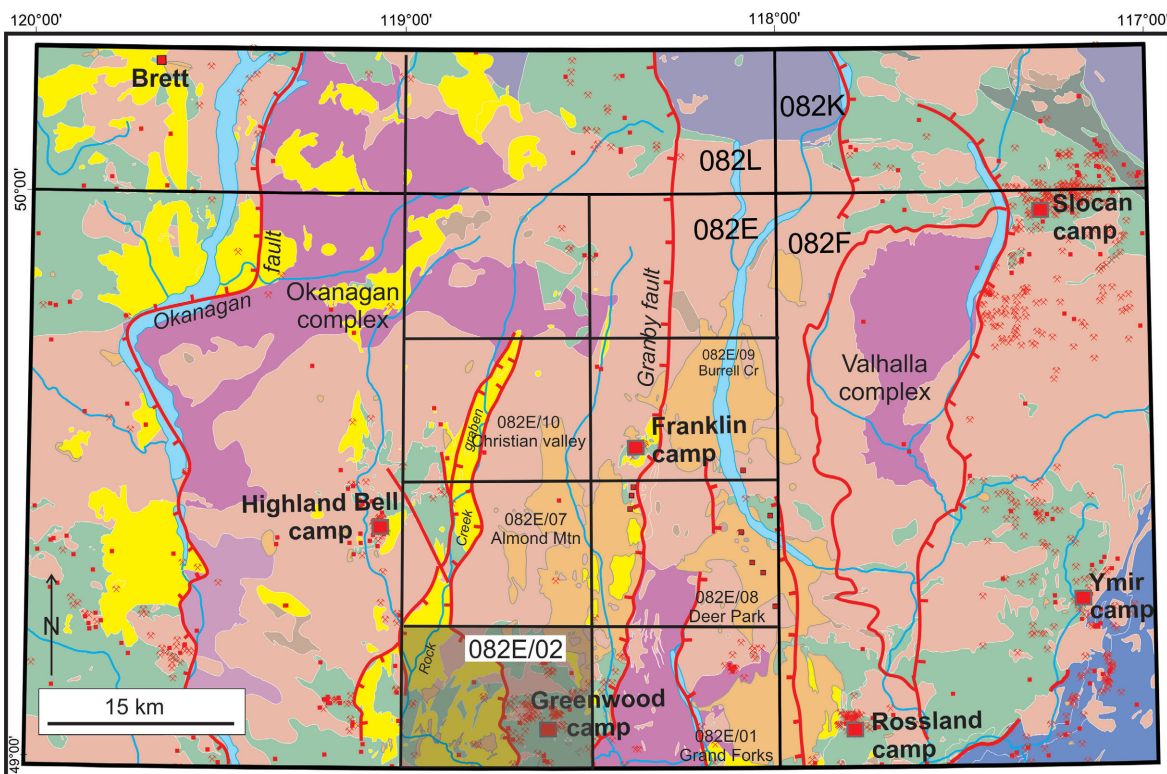 120°00'
119°00'
118°00'
117°00'
Brett
082K
082L
50°00'
Slocan
camp
082E
082F
fault
Okanagan
Okanagan
complex
Granby fault
082E/09
Burrell Cr
Valhalla
complex
graben
082E/10
Christian valley
Franklin
camp
Highland Bell
camp
Creek
082E/07
Almond Mtn
N
082E/08
Deer Park
Ymir
camp
082E/02
Rock
15 km
Greenwood
camp
Rossland
camp
082E/01
Grand Forks
49°00'